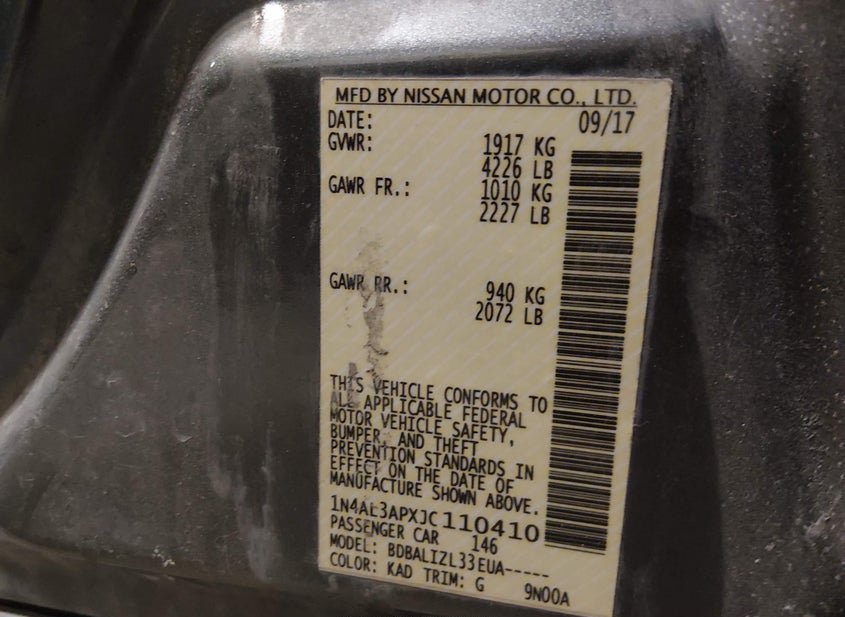 MFD BY NISSAN MOTOR CO., LTD.
DATE: 09/17
GVWR: 1917 KG
4226 LB
GAWR FR.: 1010 KG
2227 LB
GAWR RR.: 940 KG
2072 LB
THIS VEHICLE CONFORMS TO
ALL APPLICABLE FEDERAL
MOTOR VEHICLE SAFETY,
BUMPER, AND THEFT
PREVENTION STANDARDS IN
EFFECT ON THE DATE OF
MANUFACTURE SHOWN ABOVE.
1N4AL3APXJC110410
PASSENGER CAR 146
MODEL: BDBALIZL33EUA-----
COLOR: KAD TRIM: G 9N00A